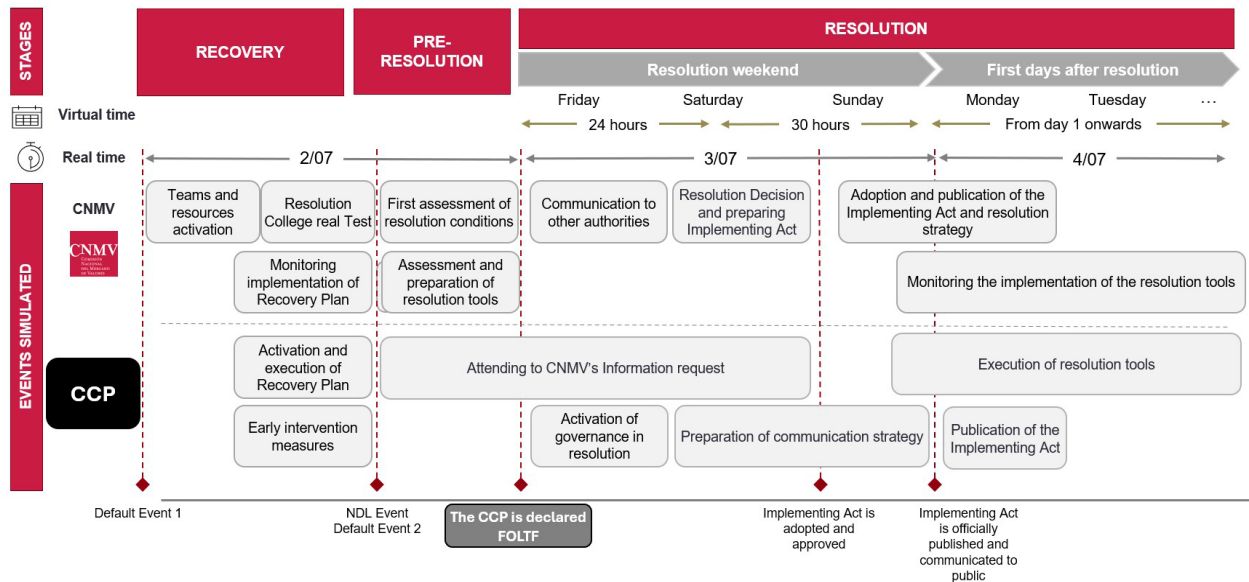 STAGES
RECOVERY
PRE-
RESOLUTION
RESOLUTION
Resolution weekend
First days after resolution
Virtual time
Friday
Saturday
Sunday
Monday
Tuesday
...
24 hours
30 hours
From day 1 onwards
Real time
2/07
3/07
4/07
EVENTS SIMULATED
CNMV
CNMV
COMISIÓN
NACIONAL
DEL MERCADO
DE VALORES
Teams and
resources
activation
Resolution
College real Test
First assessment of
resolution conditions
Communication to
other authorities
Resolution Decision
and preparing
Implementing Act
Adoption and publication of the
Implementing Act and resolution
strategy
Monitoring
implementation of
Recovery Plan
Assessment and
preparation of
resolution tools
Monitoring the implementation of the resolution tools
CCP
Activation and
execution of
Recovery Plan
Attending to CNMV's Information request
Execution of resolution tools
Early intervention
measures
Activation of
governance in
resolution
Preparation of communication strategy
Publication of the
Implementing Act
Default Event 1
NDL Event
Default Event 2
The CCP is declared
FOLTF
Implementing Act is
adopted and
approved
Implementing Act
is officially
published and
communicated to
public